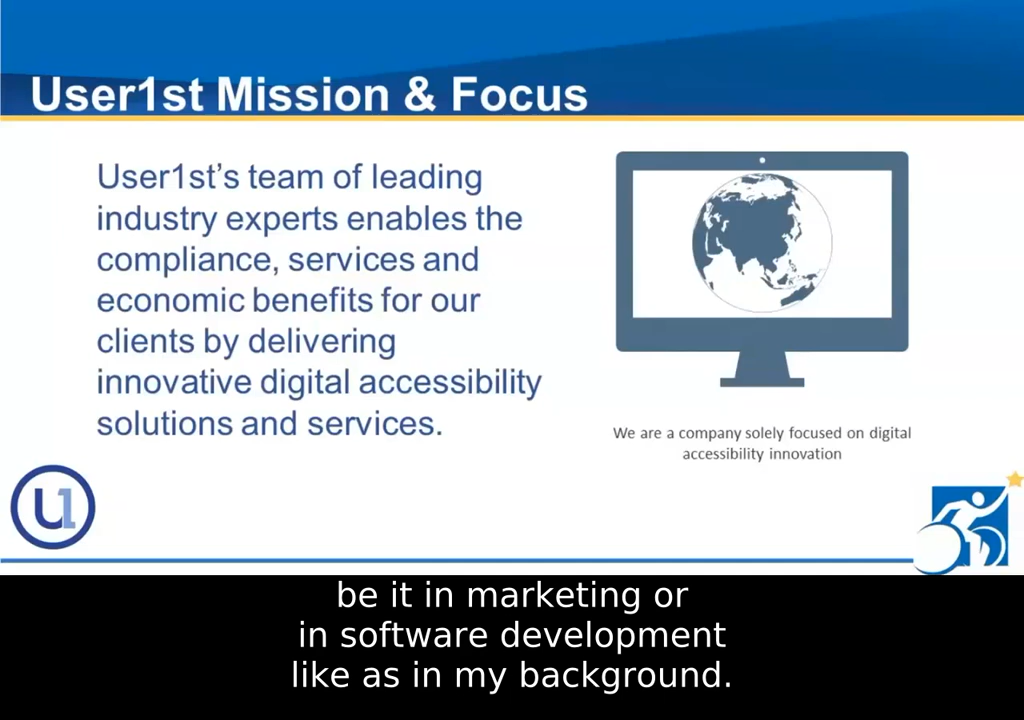 User1st Mission & Focus
User1st’s team of leading
industry experts enables the
compliance, services and
economic benefits for our
clients by delivering
innovative digital accessibility
solutions and services.
We are a company solely focused on digital
accessibility innovation
U1
be it in marketing or
in software development
like as in my background.